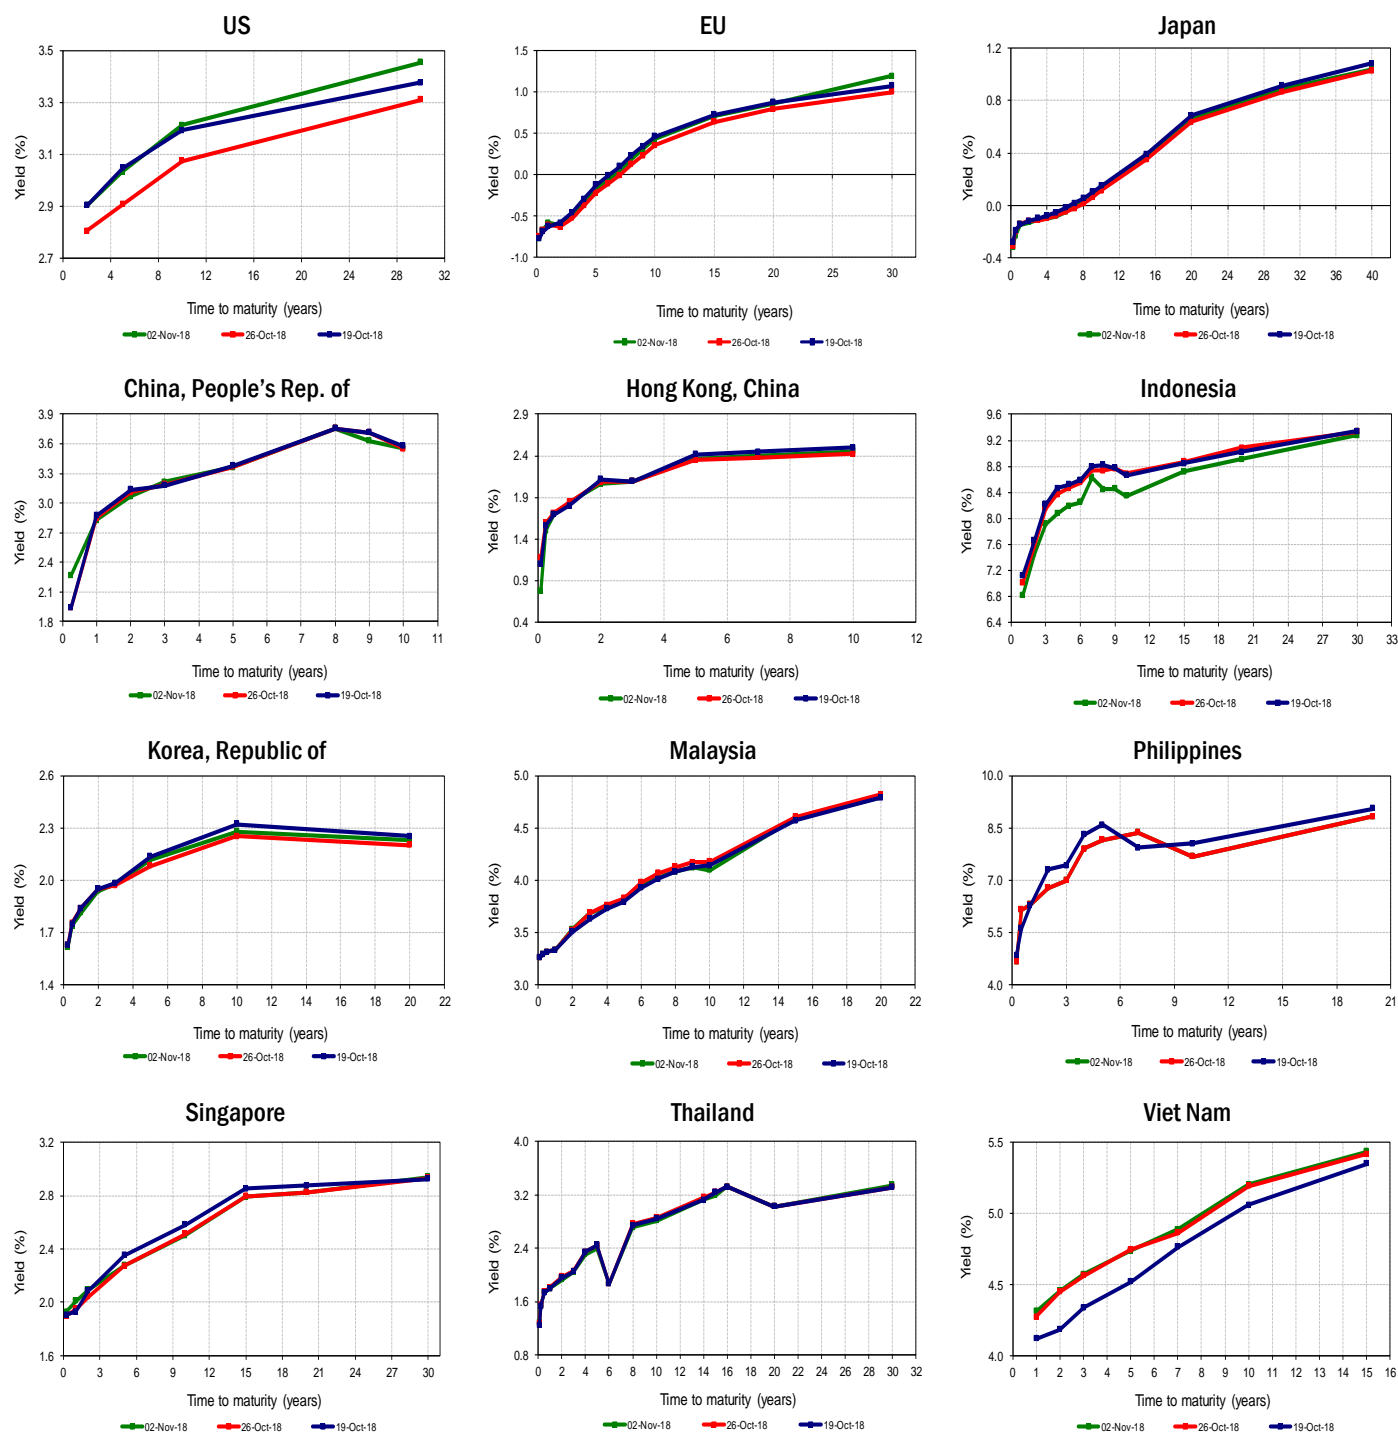 US
EU
Japan
3.5
3.3
3.1
2.9
2.7
Yield (%)
0 4 8 12 16 20 24 28 32
Time to maturity (years)
02-Nov-18 26-Oct-18 19-Oct-18
1.5
1.0
0.5
0.0
-0.5
-1.0
Yield (%)
0 5 10 15 20 25 30
Time to maturity (years)
02-Nov-18 26-Oct-18 19-Oct-18
1.2
0.8
0.4
0.0
-0.4
Yield (%)
0 4 8 12 16 20 24 28 32 36 40
Time to maturity (years)
02-Nov-18 26-Oct-18 19-Oct-18
China, People's Rep. of
Hong Kong, China
Indonesia
3.9
3.6
3.3
3.0
2.7
2.4
2.1
1.8
Yield (%)
0 1 2 3 4 5 6 7 8 9 10 11
Time to maturity (years)
02-Nov-18 26-Oct-18 19-Oct-18
2.9
2.4
1.9
1.4
0.9
0.4
Yield (%)
0 2 4 6 8 10 12
Time to maturity (years)
02-Nov-18 26-Oct-18 19-Oct-18
9.6
9.2
8.8
8.4
8.0
7.6
7.2
6.8
6.4
Yield (%)
0 3 6 9 12 15 18 21 24 27 30 33
Time to maturity (years)
02-Nov-18 26-Oct-18 19-Oct-18
Korea, Republic of
Malaysia
Philippines
2.6
2.3
2.0
1.7
1.4
Yield (%)
0 2 4 6 8 10 12 14 16 18 20 22
Time to maturity (years)
02-Nov-18 26-Oct-18 19-Oct-18
5.0
4.5
4.0
3.5
3.0
Yield (%)
0 2 4 6 8 10 12 14 16 18 20 22
Time to maturity (years)
02-Nov-18 26-Oct-18 19-Oct-18
10.0
8.5
7.0
5.5
4.0
Yield (%)
0 3 6 9 12 15 18 21
Time to maturity (years)
02-Nov-18 26-Oct-18 19-Oct-18
Singapore
Thailand
Viet Nam
3.2
2.8
2.4
2.0
1.6
Yield (%)
0 3 6 9 12 15 18 21 24 27 30
Time to maturity (years)
02-Nov-18 26-Oct-18 19-Oct-18
4.0
3.2
2.4
1.6
0.8
Yield (%)
0 2 4 6 8 10 12 14 16 18 20 22 24 26 28 30 32
Time to maturity (years)
02-Nov-18 26-Oct-18 19-Oct-18
5.5
5.0
4.5
4.0
Yield (%)
0 1 2 3 4 5 6 7 8 9 10 11 12 13 14 15 16
Time to maturity (years)
02-Nov-18 26-Oct-18 19-Oct-18